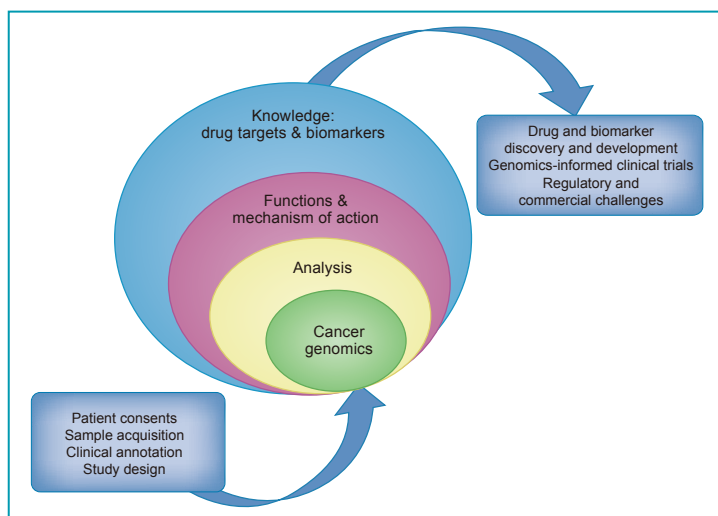 Knowledge:
drug targets & biomarkers
Functions &
mechanism of action
Analysis
Cancer
genomics
Drug and biomarker
discovery and development
Genomics-informed clinical trials
Regulatory and
commercial challenges
Patient consents
Sample acquisition
Clinical annotation
Study design